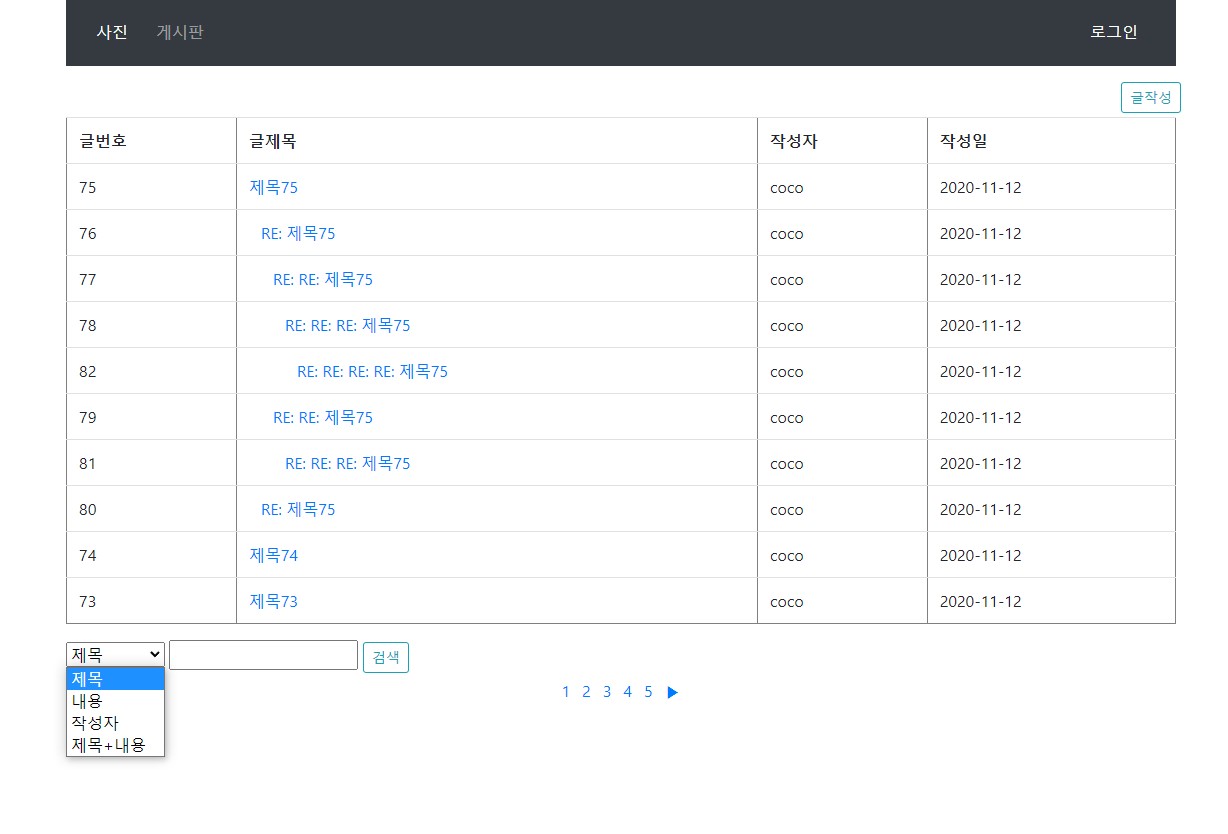 사진 게시판 로그인
글작성
글번호 글제목 작성자 작성일
75 제목75 coco 2020-11-12
76 RE: 제목75 coco 2020-11-12
77 RE: RE: 제목75 coco 2020-11-12
78 RE: RE: RE: 제목75 coco 2020-11-12
82 RE: RE: RE: RE: 제목75 coco 2020-11-12
79 RE: RE: 제목75 coco 2020-11-12
81 RE: RE: RE: 제목75 coco 2020-11-12
80 RE: 제목75 coco 2020-11-12
74 제목74 coco 2020-11-12
73 제목73 coco 2020-11-12
제목 검색
제목
내용
작성자
제목+내용
1 2 3 4 5 ▶